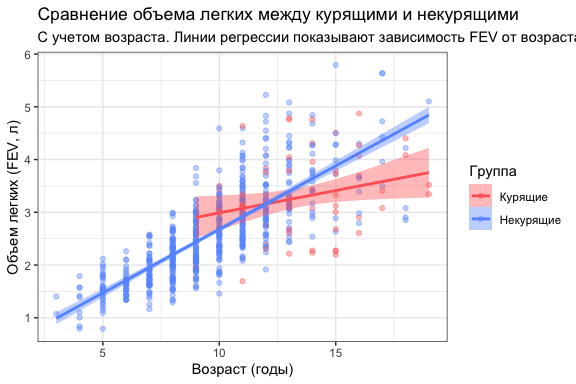 Сравнение объема легких между курящими и некурящими
С учетом возраста. Линии регрессии показывают зависимость FEV от возраста
Объем легких (FEV, л)
6
5
4
3
2
1
5
10
15
Возраст (годы)
Группа
Курящие
Некурящие